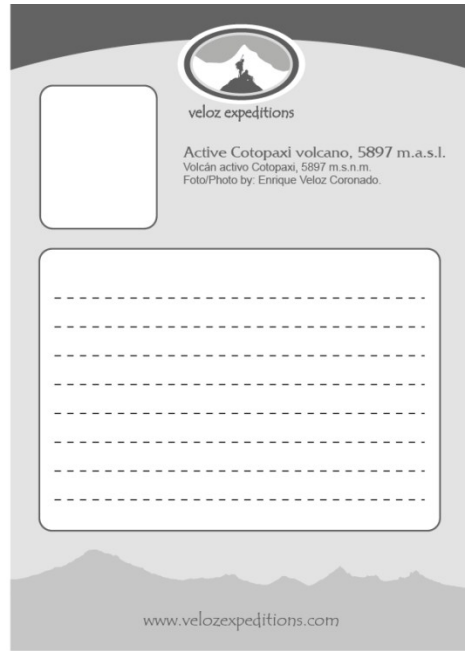 veloz expeditions
Active Cotopaxi volcano, 5897 m.a.s.l.
Volcán activo Cotopaxi, 5897 m.s.n.m.
Foto/Photo by: Enrique Veloz Coronado.
www.velozexpeditions.com